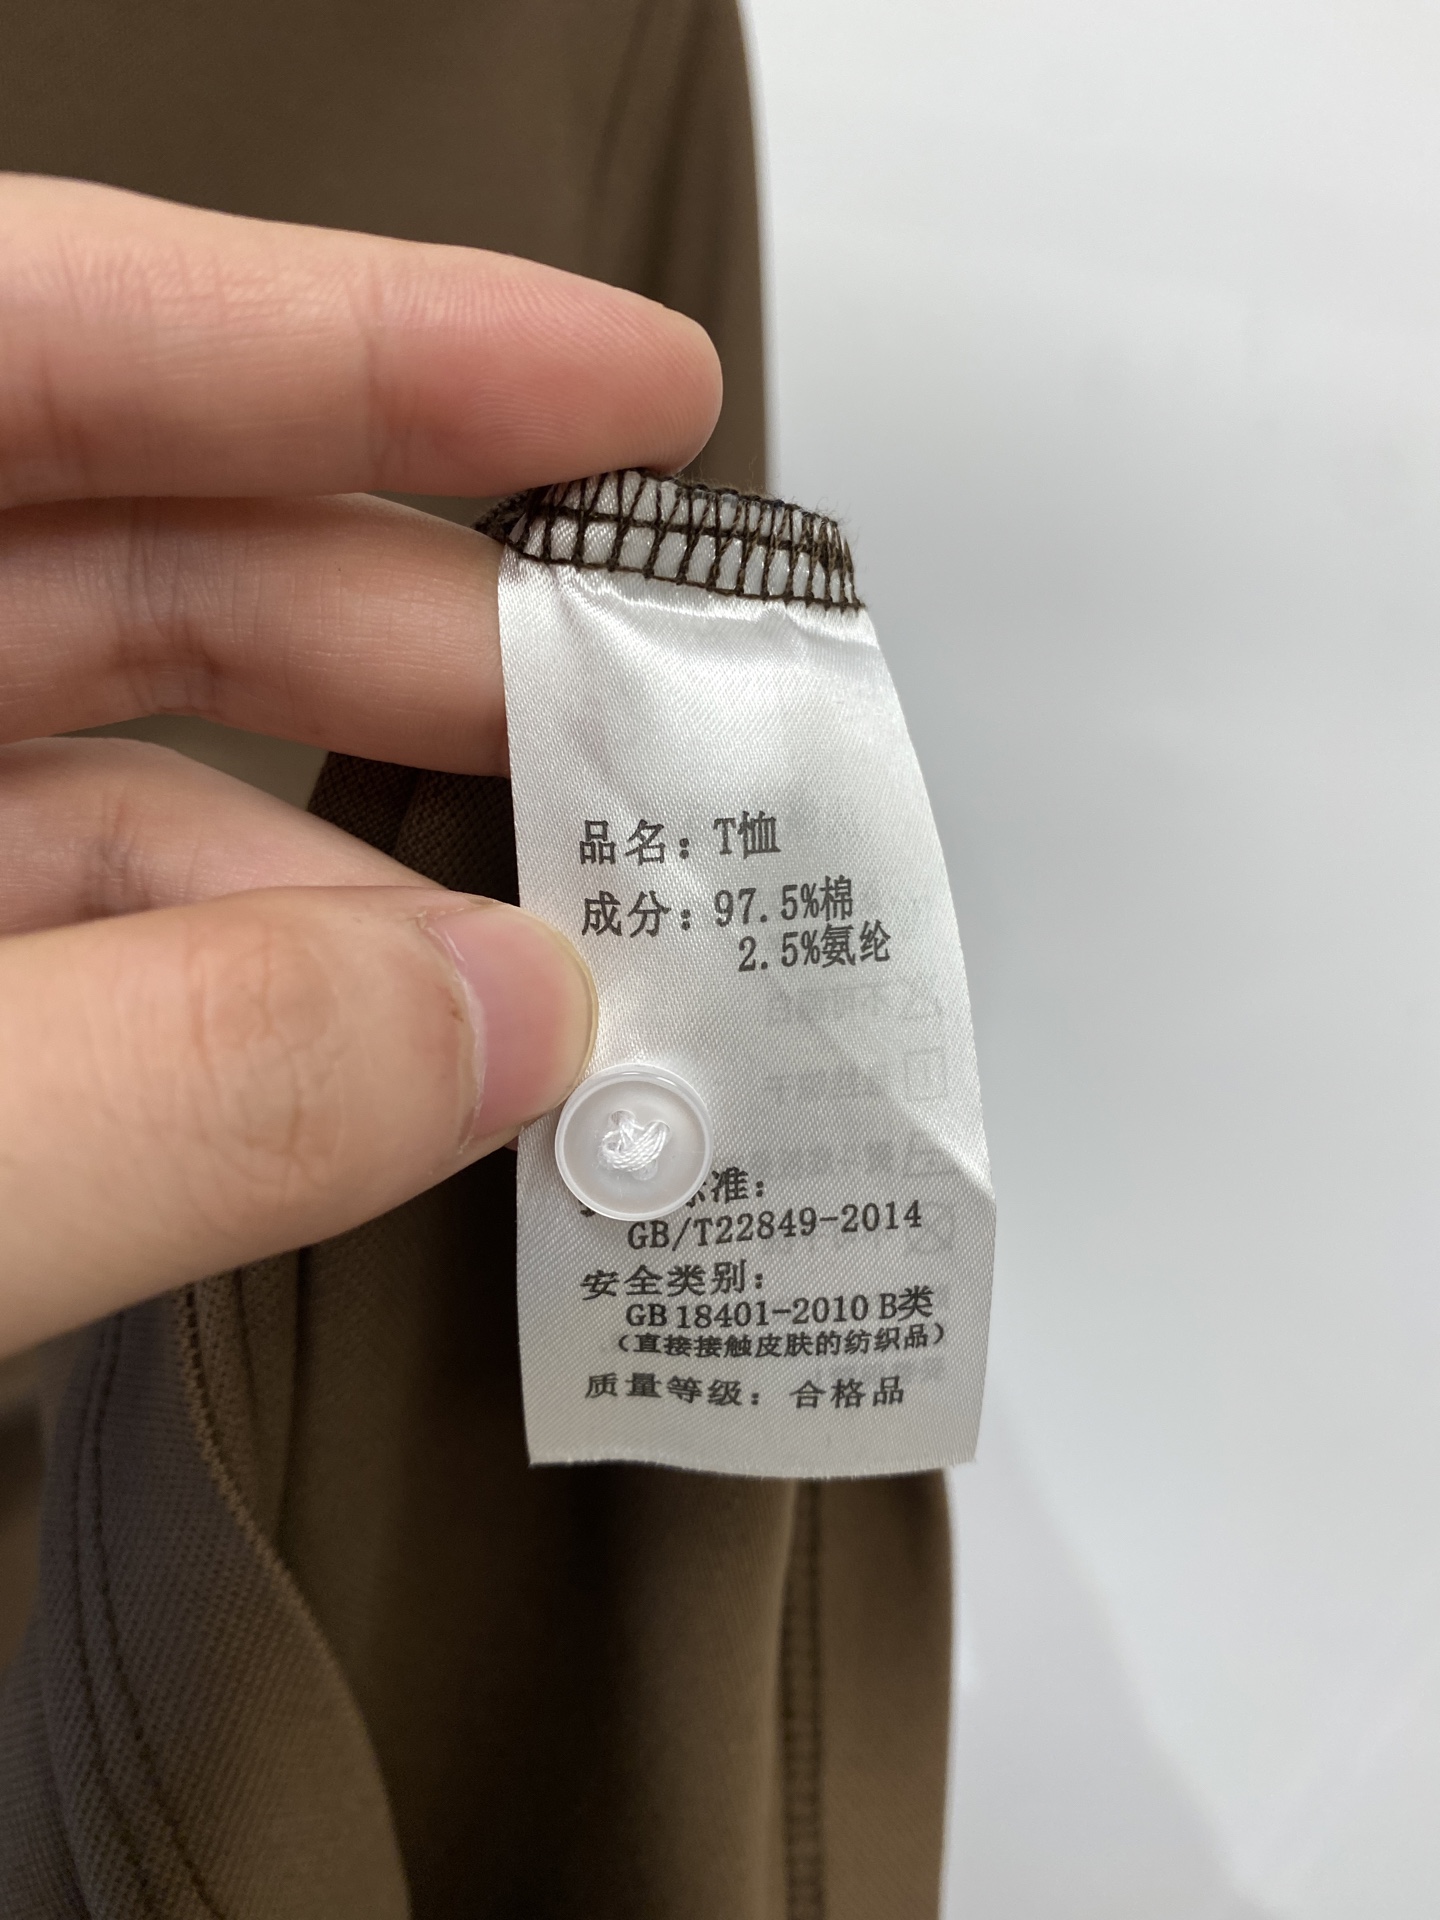 品名：T恤
成分：97.5%棉
2.5%氨纶
标准：
GB/T22849-2014
安全类别：
GB 18401-2010 B类
（直接接触皮肤的纺织品）
质量等级：合格品